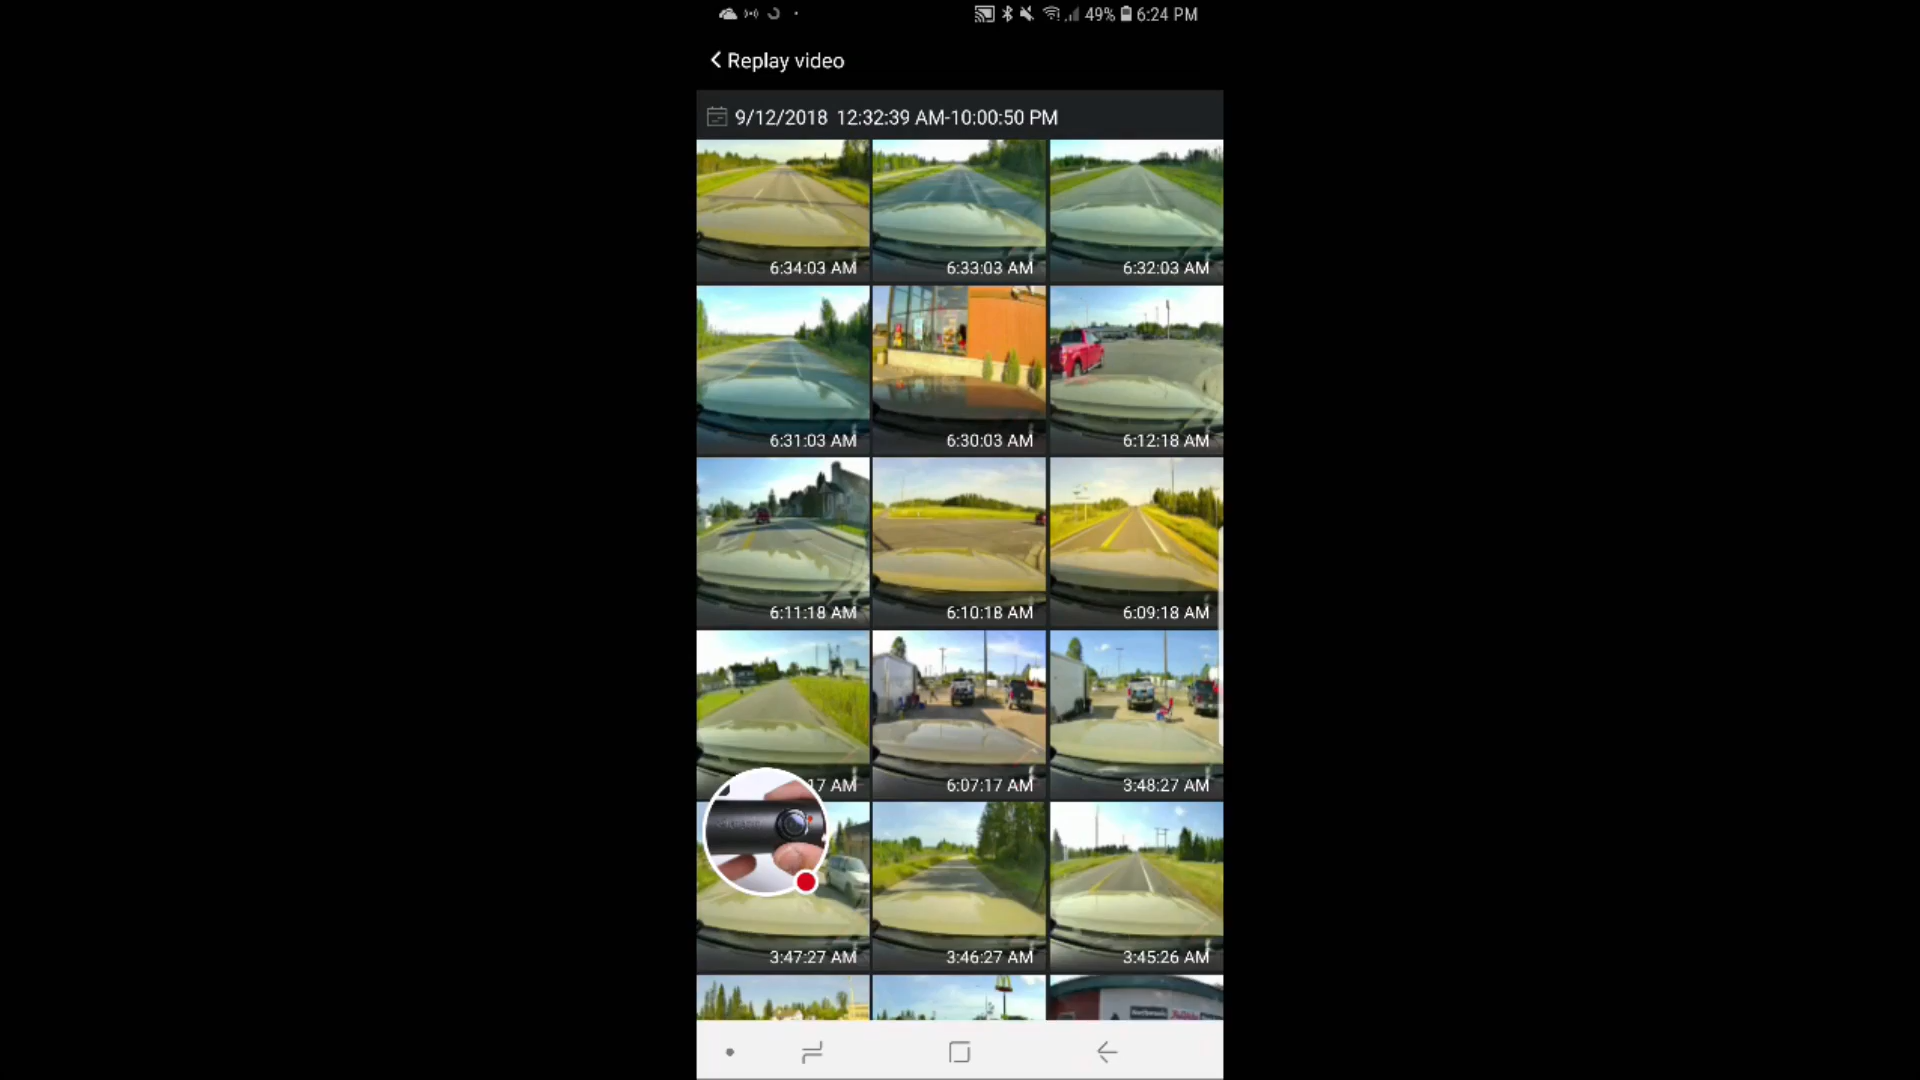 49% 6:24 PM
Replay video
9/12/2018 12:32:39 AM-10:00:50 PM
6:34:03 AM
6:33:03 AM
6:32:03 AM
6:31:03 AM
6:30:03 AM
6:12:18 AM
6:11:18 AM
6:10:18 AM
6:09:18 AM
17 AM
6:07:17 AM
3:48:27 AM
3:47:27 AM
3:46:27 AM
3:45:26 AM